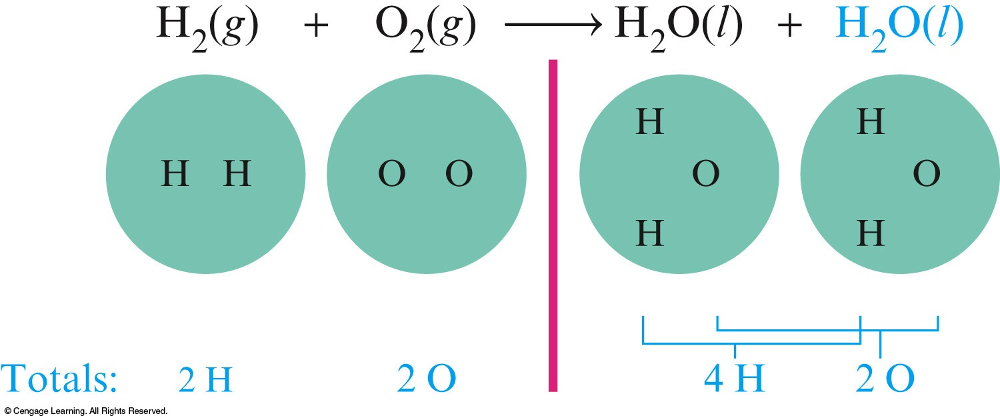 H₂(g) + O₂(g) ⟶ H₂O(l) + H₂O(l)
H H
H H O O O O
H H
Totals: 2 H 2 O 4 H 2 O
© Cengage Learning. All Rights Reserved.